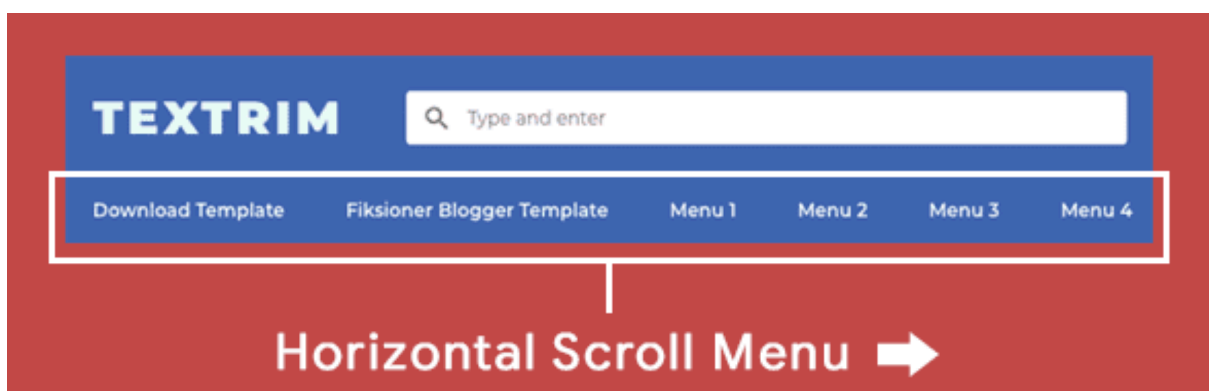 TEXTRIM
Type and enter
Download Template Fiksioner Blogger Template Menu 1 Menu 2 Menu 3 Menu 4
Horizontal Scroll Menu